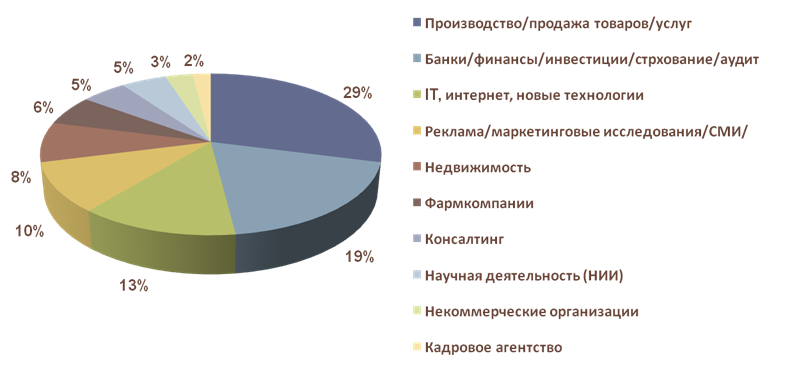 2%
3%
5%
5%
6%
8%
10%
13%
19%
29%
Производство/продажа товаров/услуг
Банки/финансы/инвестиции/стрхование/аудит
IT, интернет, новые технологии
Реклама/маркетинговые исследования/СМИ/
Недвижимость
Фармкомпании
Консалтинг
Научная деятельность (НИИ)
Некоммерческие организации
Кадровое агентство